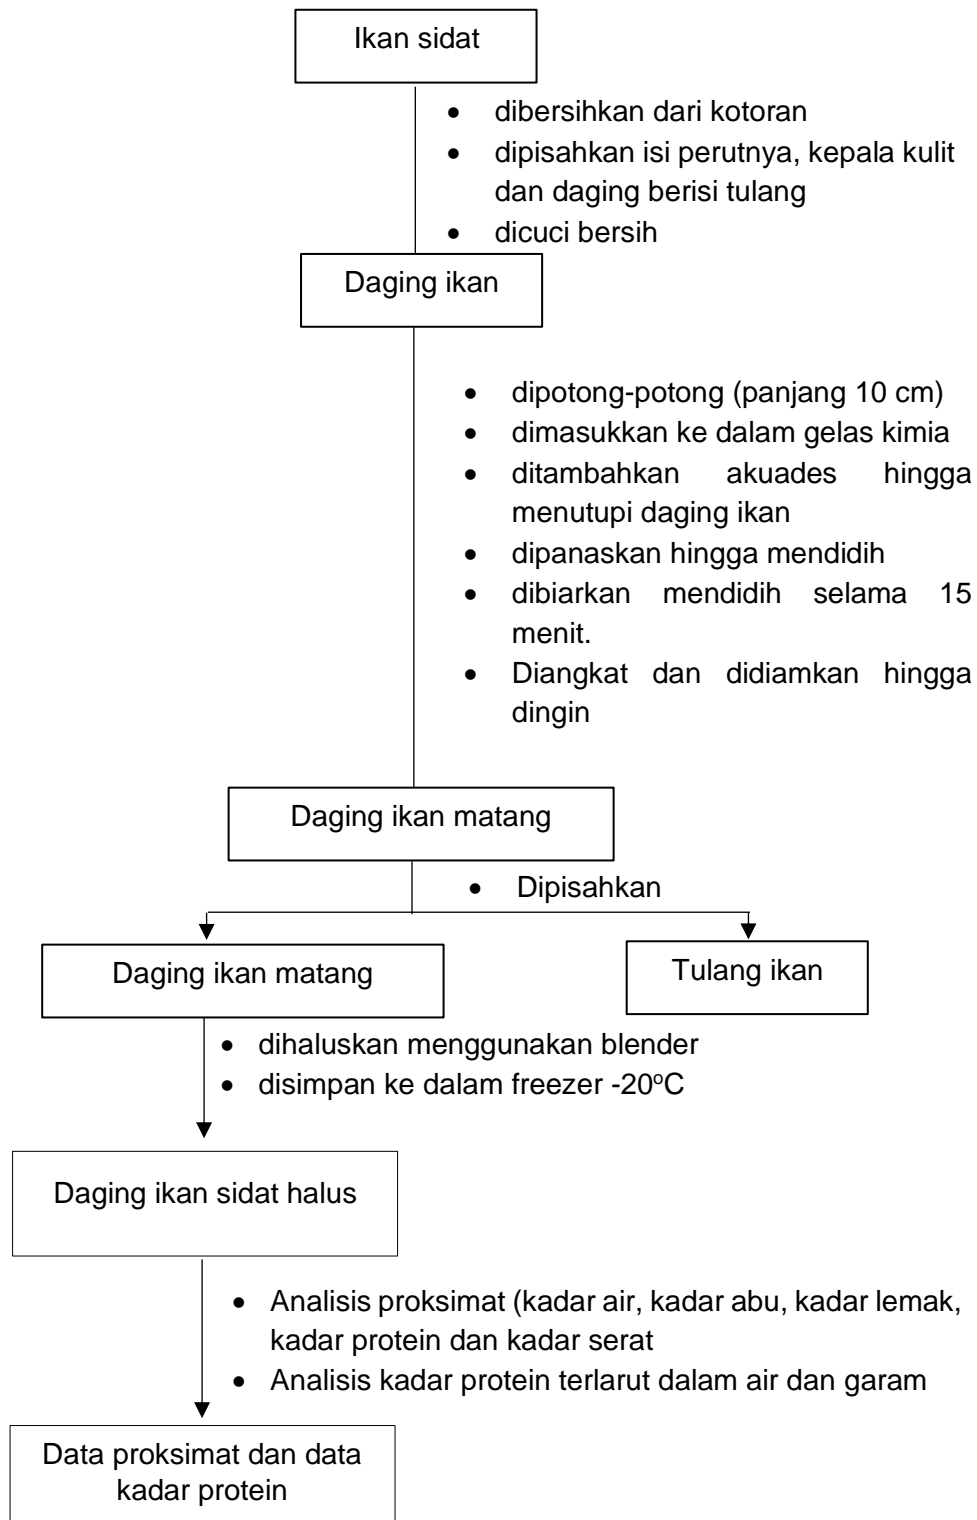 Ikan sidat
• dibersihkan dari kotoran
• dipisahkan isi perutnya, kepala kulit
dan daging berisi tulang
• dicuci bersih
Daging ikan
• dipotong-potong (panjang 10 cm)
• dimasukkan ke dalam gelas kimia
• ditambahkan akuades hingga
menutupi daging ikan
• dipanaskan hingga mendidih
• dibiarkan mendidih selama 15
menit.
• Diangkat dan didiamkan hingga
dingin
Daging ikan matang
• Dipisahkan
Daging ikan matang
Tulang ikan
• dihaluskan menggunakan blender
• disimpan ke dalam freezer -20ºC
Daging ikan sidat halus
• Analisis proksimat (kadar air, kadar abu, kadar lemak,
kadar protein dan kadar serat
• Analisis kadar protein terlarut dalam air dan garam
Data proksimat dan data
kadar protein